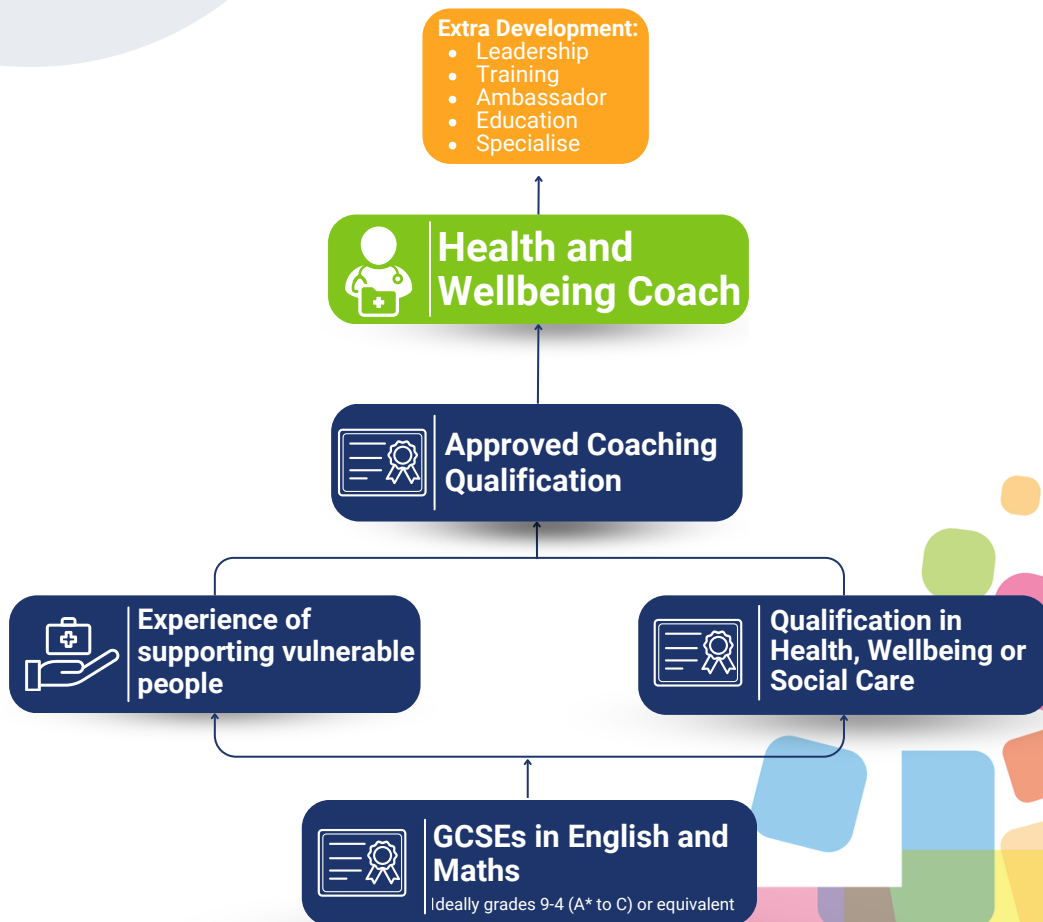 Extra Development:
• Leadership
• Training
• Ambassador
• Education
• Specialise
Health and
Wellbeing Coach
Approved Coaching
Qualification
Experience of
supporting vulnerable
people
Qualification in
Health, Wellbeing or
Social Care
GCSEs in English and
Maths
Ideally grades 9-4 (A* to C) or equivalent